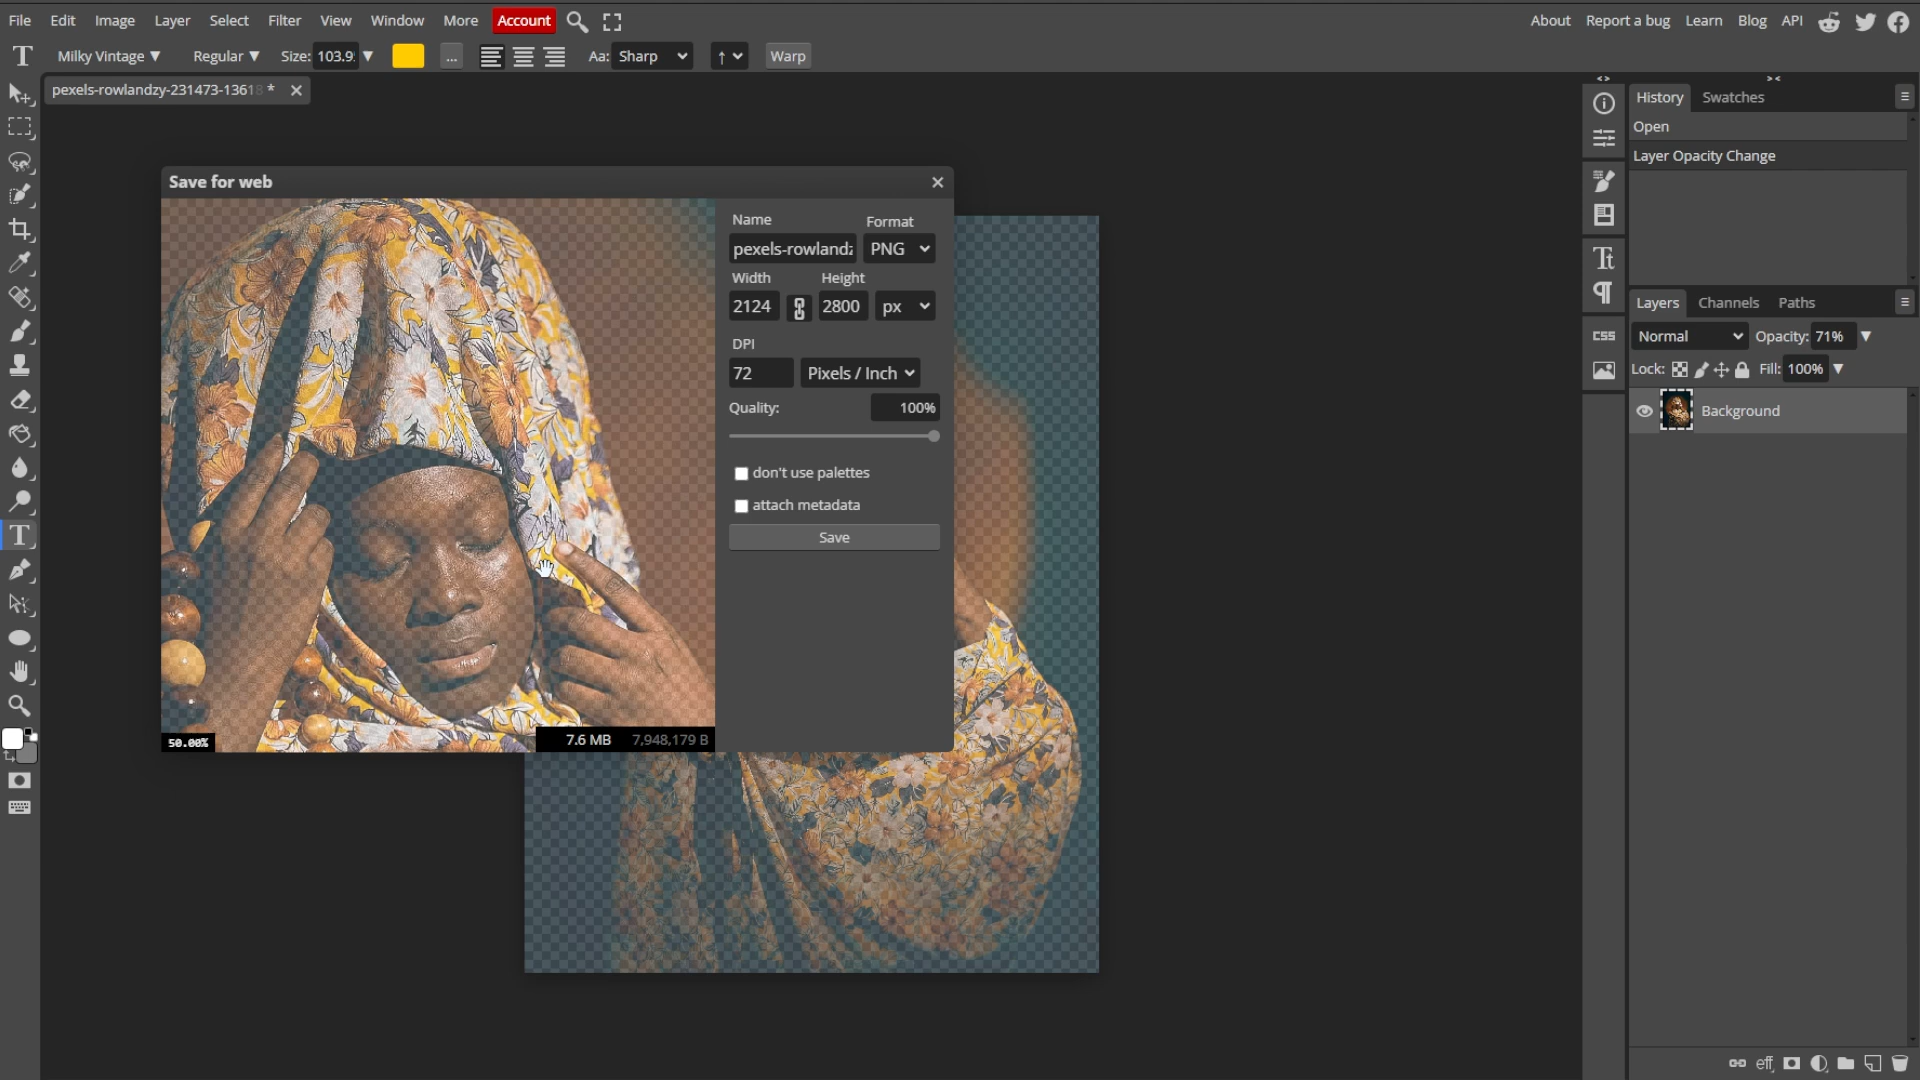 File Edit Image Layer Select Filter View Window More Account About Report a bug Learn Blog API
Milky Vintage ▼ Regular ▼ Size: 103.9 ▼ ... Aa: Sharp ↑ Warp
pexels-rowlandzy-231473-13618 * ✕
History Swatches
Open
Layer Opacity Change
Save for web
Name Format
pexels-rowlandz PNG
Width Height
2124 2800 px
DPI
72 Pixels / Inch
Quality: 100%
don't use palettes
attach metadata
Save
50.00% 7.6 MB 7,948,179 B
CSS
Layers Channels Paths
Normal Opacity: 71% ▼
Lock: Fill: 100% ▼
Background
eff